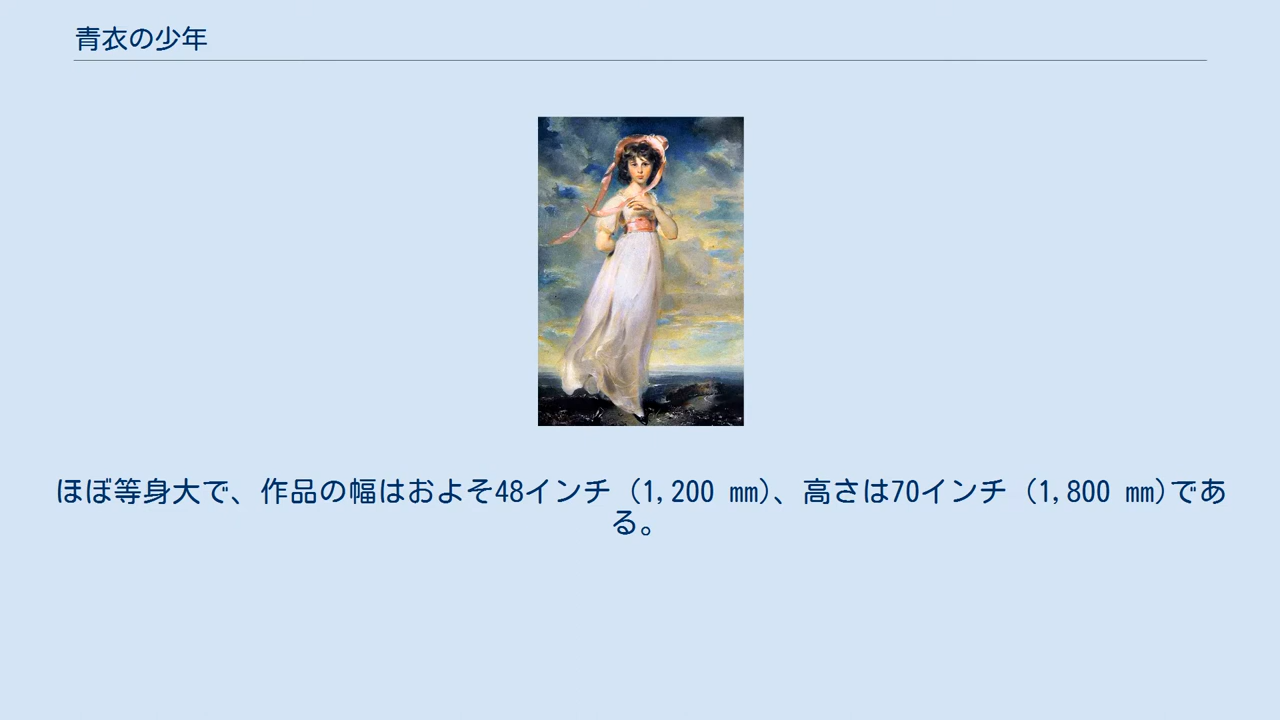 青衣の少年
ほぼ等身大で、作品の幅はおよそ48インチ (1,200 mm)、高さは70インチ (1,800 mm)であ
る。